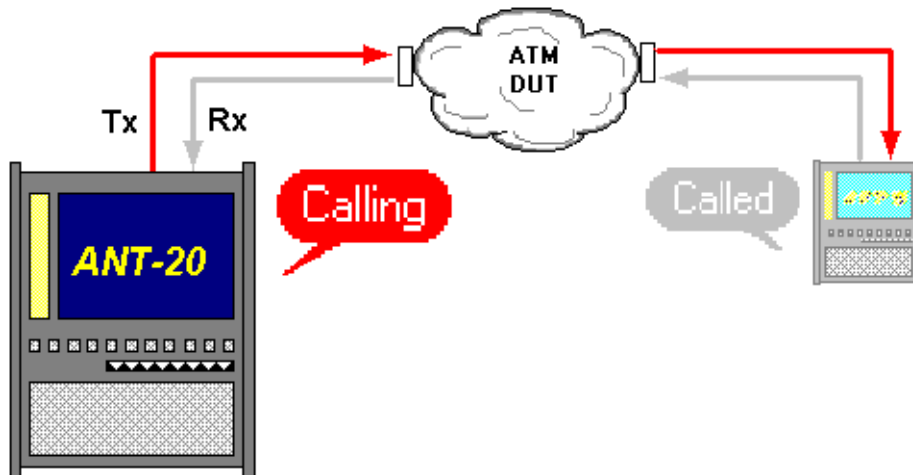 ATM
DUT
Tx
Rx
Calling
Called
ANT-20